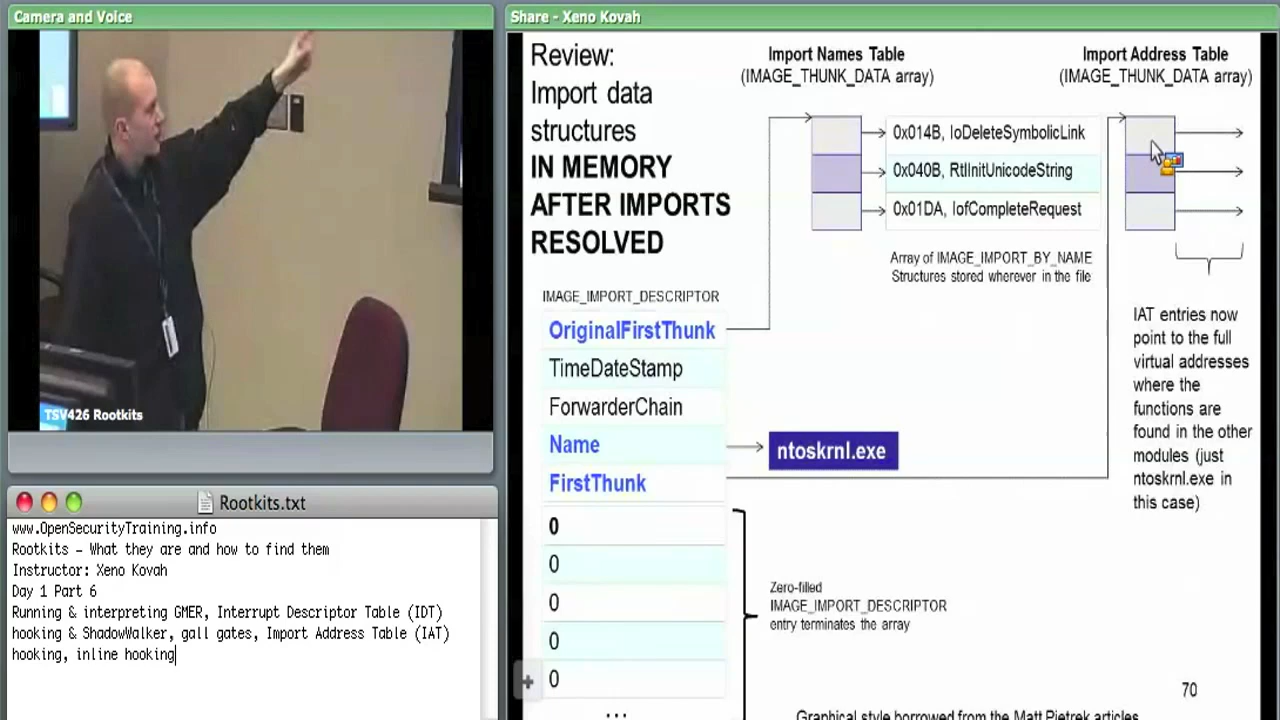 Camera and Voice
TSV426 Rootkits
Rootkits.txt
www.OpenSecurityTraining.info
Rootkits - What they are and how to find them
Instructor: Xeno Kovah
Day 1 Part 6
Running & interpreting GMER, Interrupt Descriptor Table (IDT)
hooking & ShadowWalker, gall gates, Import Address Table (IAT)
hooking, inline hooking
Share - Xeno Kovah
Review:
Import data
structures
IN MEMORY
AFTER IMPORTS
RESOLVED
Import Names Table
(IMAGE_THUNK_DATA array)
Import Address Table
(IMAGE_THUNK_DATA array)
0x014B, IoDeleteSymbolicLink
0x040B, RtlInitUnicodeString
0x01DA, IofCompleteRequest
Array of IMAGE_IMPORT_BY_NAME
Structures stored wherever in the file
IMAGE_IMPORT_DESCRIPTOR
OriginalFirstThunk
TimeDateStamp
ForwarderChain
Name
FirstThunk
0
0
0
0
0
...
ntoskrnl.exe
IAT entries now
point to the full
virtual addresses
where the
functions are
found in the other
modules (just
ntoskrnl.exe in
this case)
Zero-filled
IMAGE_IMPORT_DESCRIPTOR
entry terminates the array
70
Graphical style borrowed from the Matt Pietrek articles